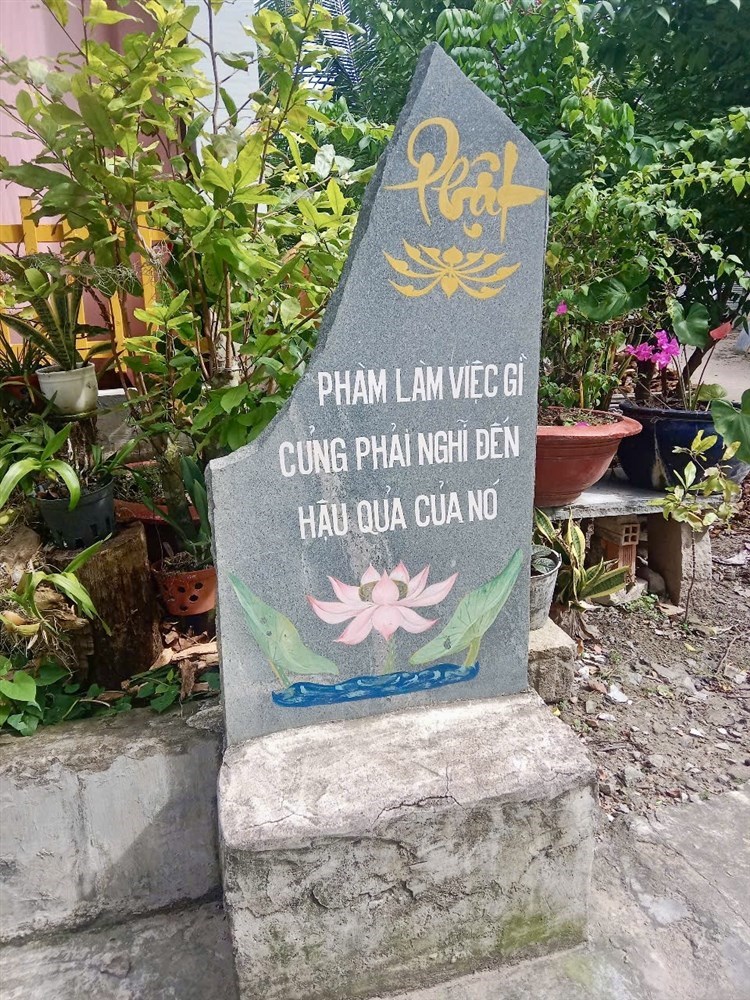 Phật
PHÀM LÀM VIỆC GÌ
CŨNG PHẢI NGHĨ ĐẾN
HẬU QUẢ CỦA NÓ